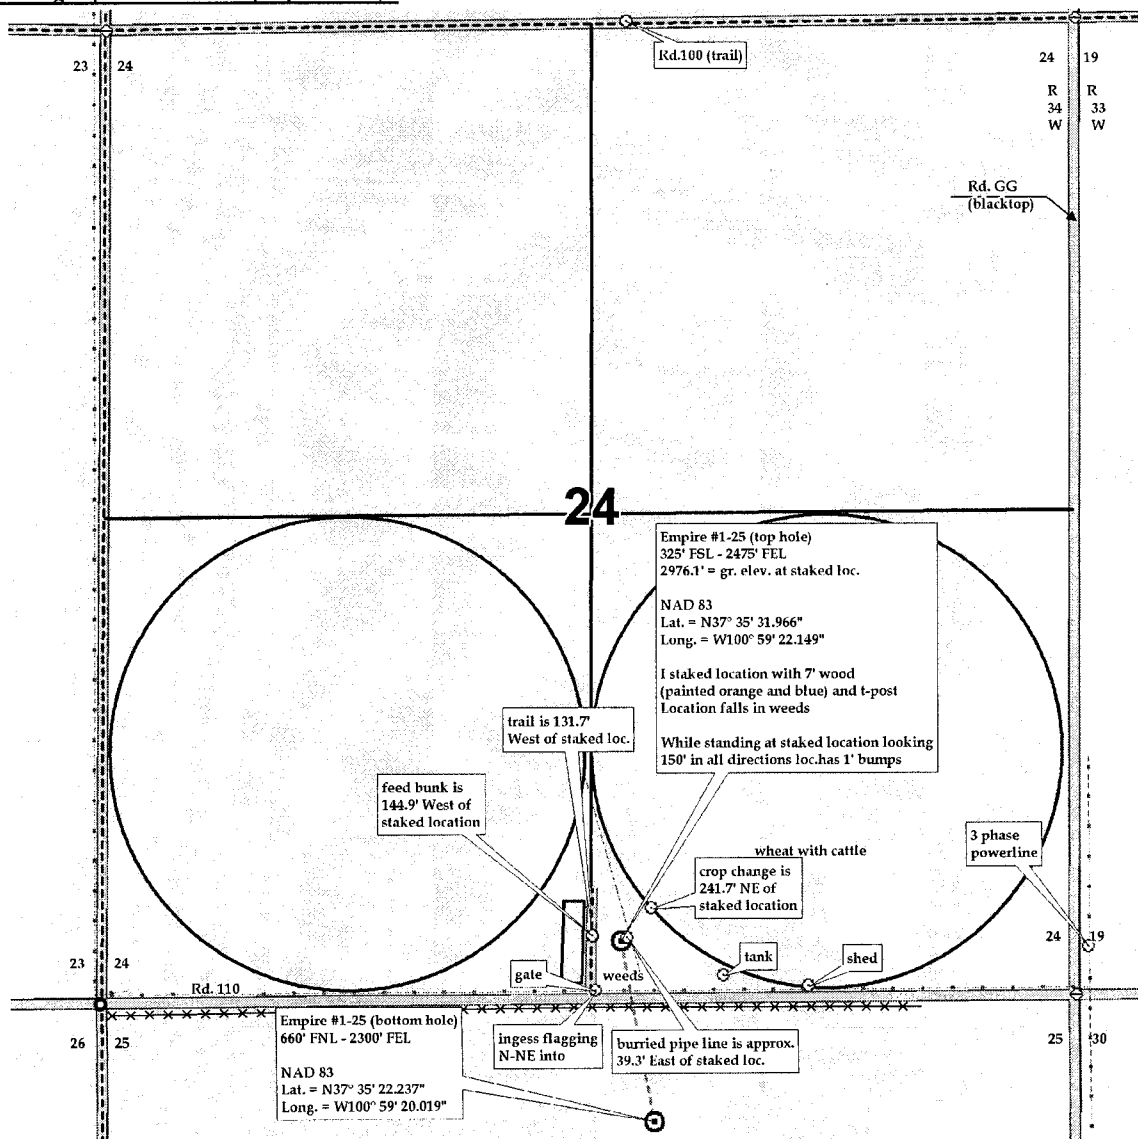 Rd.100 (trail)
23 24
24 19
R R
34 33
W W
Rd. GG
(blacktop)
24
Empire #1-25 (top hole)
325' FSL - 2475' FEL
2976.1' = gr. elev. at staked loc.
NAD 83
Lat. = N37° 35' 31.966"
Long. = W100° 59' 22.149"
I staked location with 7' wood
(painted orange and blue) and t-post
Location falls in weeds
While standing at staked location looking
150' in all directions loc.has 1' bumps
trail is 131.7'
West of staked loc.
feed bunk is
144.9' West of
staked location
3 phase
powerline
wheat with cattle
crop change is
241.7' NE of
staked location
24 19
23 24
tank
shed
gate
weeds
Rd. 110
Empire #1-25 (bottom hole)
660' FNL - 2300' FEL
NAD 83
Lat. = N37° 35' 22.237"
Long. = W100° 59' 20.019"
ingess flagging
N-NE into
burried pipe line is approx.
39.3' East of staked loc.
26 25
25 30